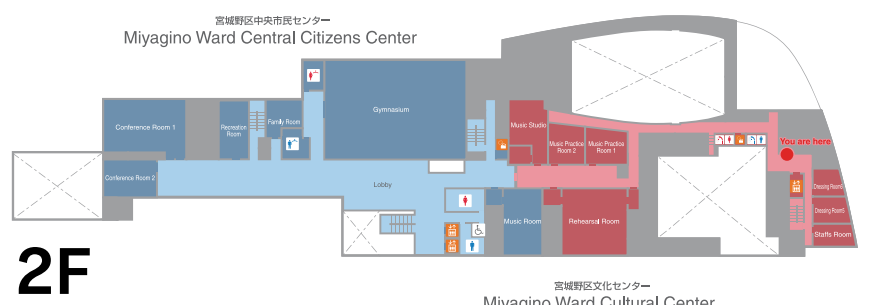 宮城野区中央市民センター
Miyagino Ward Central Citizens Center
Conference Room 1
Recreation
Room
Family Room
Gymnasium
Music Studio
Music Practice
Room 2
Music Practice
Room 1
You are here
Conference Room 2
Lobby
Music Room
Rehearsal Room
Dressing Room6
Dressing Room5
Staffs Room
2F
宮城野区文化センター
Miyagino Ward Cultural Center